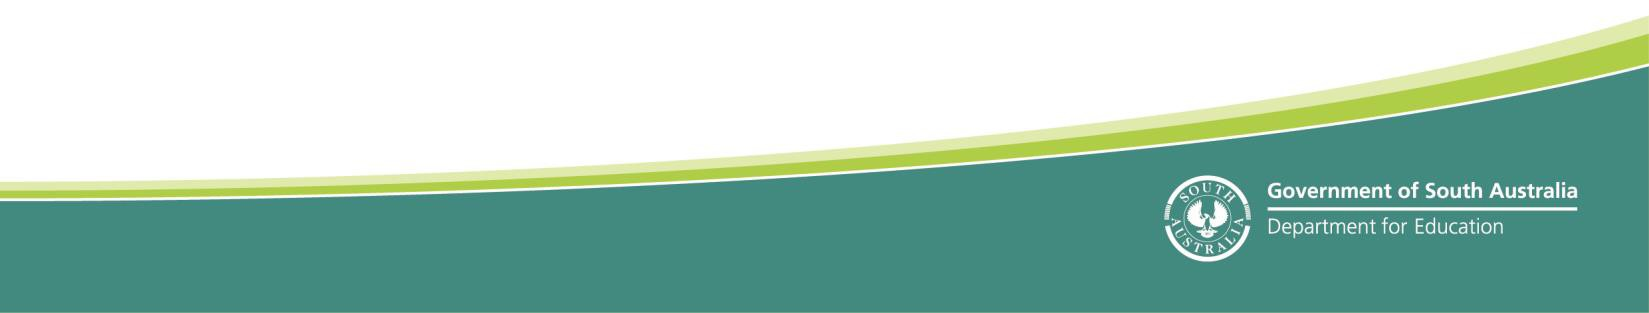 SOUTH
AUSTRALIA
Government of South Australia
Department for Education